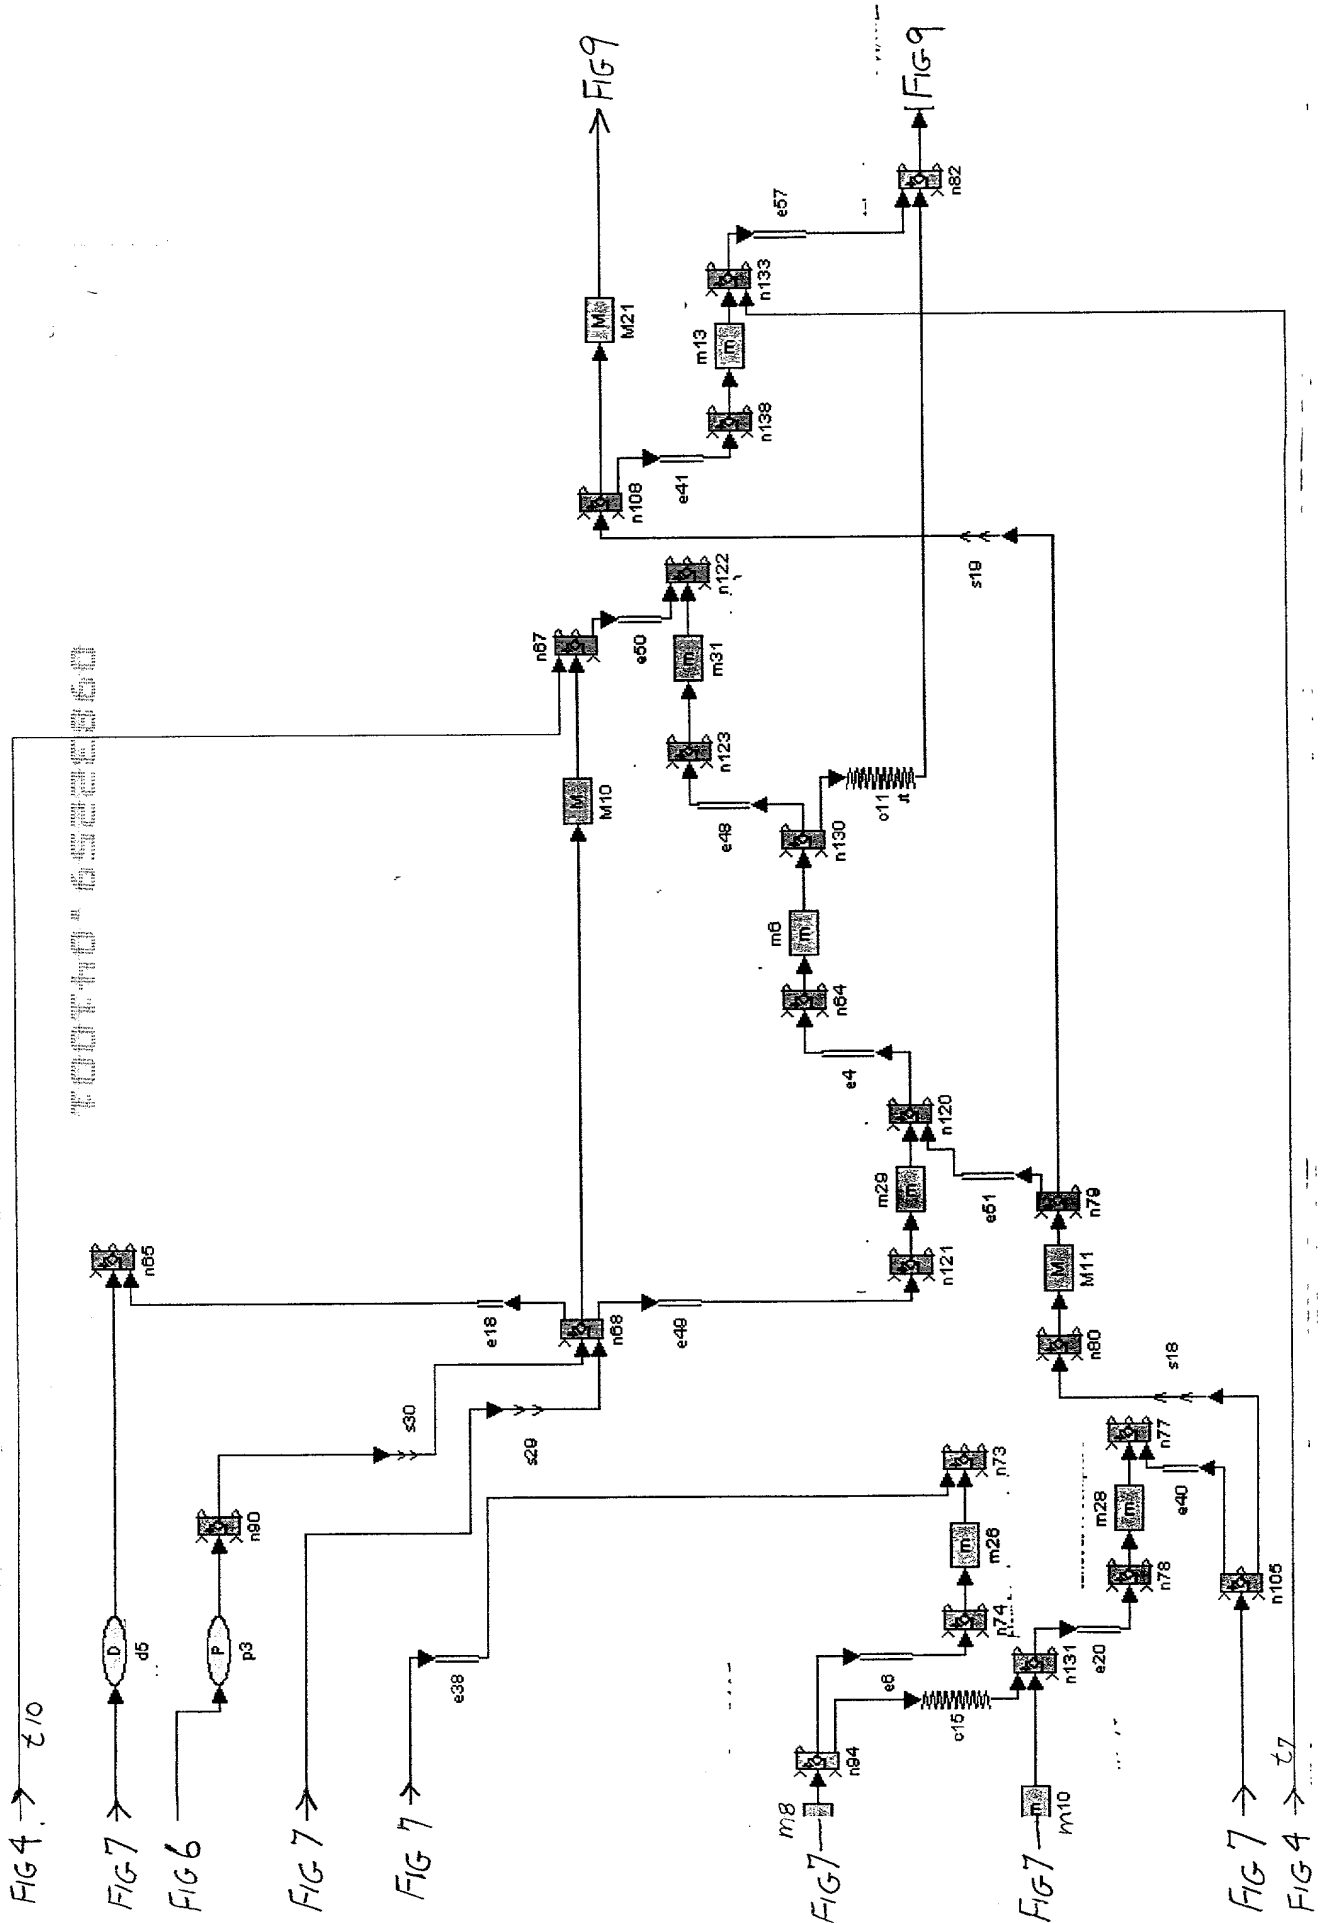 FIG 4 t10
FIG 7
FIG 6
FIG 7
FIG 7
m8
FIG 7
FIG 7
m10
FIG 7
FIG 4 t7
D
d5
P
p3
e38
n90
s30
s29
n65
e18
n68
e49
M
M10
n67
e50
n122
m
m31
n123
e48
n130
c11
m
m6
n64
e4
n120
m
m29
n121
e51
n79
M
M11
n80
s18
s19
n108
M
M21
FIG 9
e41
n138
m
m13
n133
e57
n82
FIG 9
n94
e6
c15
n74
m
m26
n73
m
n131
e20
n78
m
m28
n77
e40
n105